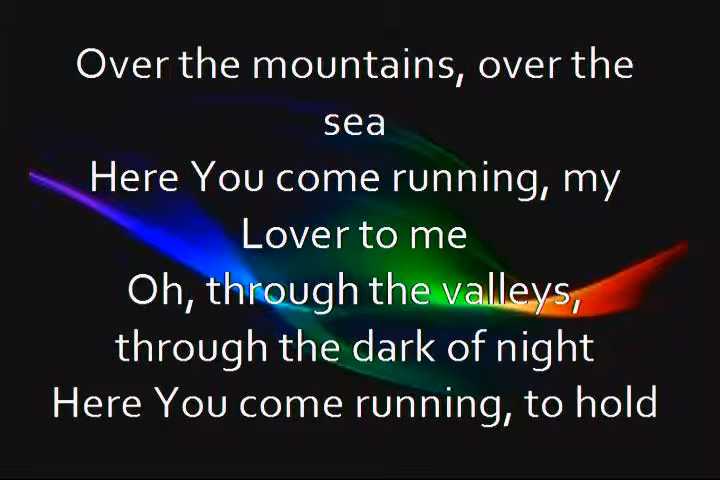 Over the mountains, over the
sea
Here You come running, my
Lover to me
Oh, through the valleys,
through the dark of night
Here You come running, to hold